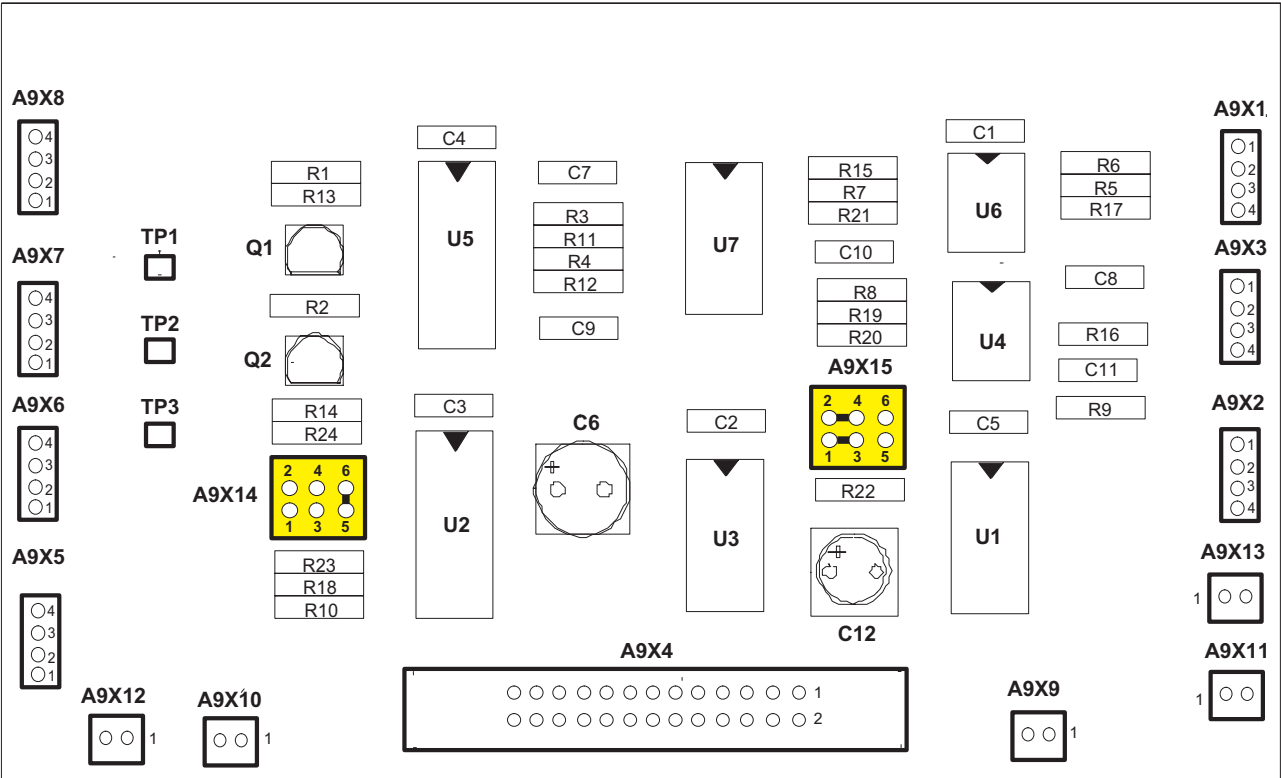 A9X8
4
3
2
1
A9X7
4
3
2
1
A9X6
4
3
2
1
A9X5
4
3
2
1
TP1
TP2
TP3
R1
R13
Q1
R2
Q2
R14
R24
A9X14
2 4 6
1 3 5
R23
R18
R10
C4
U5
C3
U2
C7
R3
R11
R4
R12
C9
C6
+
U7
C2
U3
R15
R7
R21
C10
R8
R19
R20
A9X15
2 4 6
1 3 5
R22
+
C12
C1
U6
U4
C5
U1
R6
R5
R17
C8
R16
C11
R9
A9X1
1
2
3
4
A9X3
1
2
3
4
A9X2
1
2
3
4
A9X13
1
A9X11
1
A9X12
1
A9X10
1
A9X4
1
2
A9X9
1